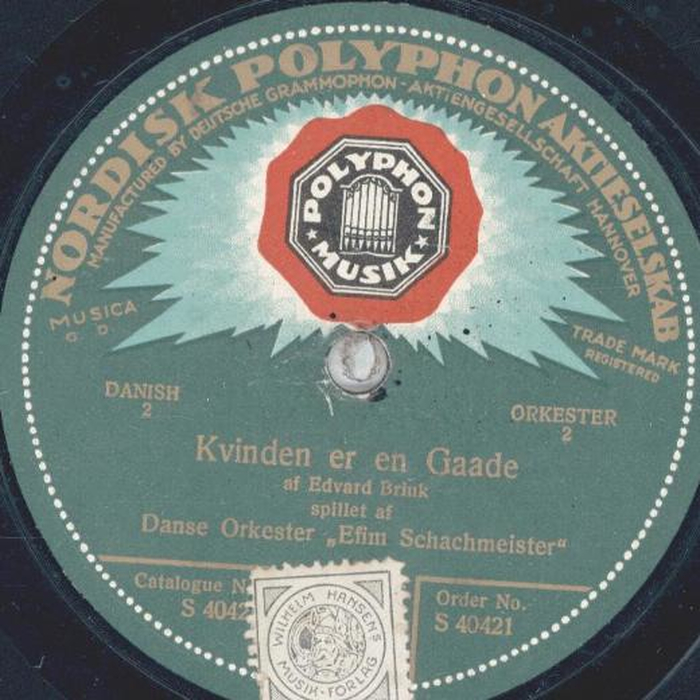 NORDISK POLYPHON AKTIESELSKAB
MANUFACTURED BY DEUTSCHE GRAMMOPHON-AKTIENGESELLSCHAFT HANNOVER
POLYPHON
MUSIK
MUSICA
TRADE MARK
REGISTERED
DANISH
2
ORKESTER
2
Kvinden er en Gaade
af Edvard Brink
spillet af
Danse Orkester „Efim Schachmeister“
Catalogue
S 4042
Order No.
S 40421
WILHELM HANSEN'S
MUSIK-FORLAG